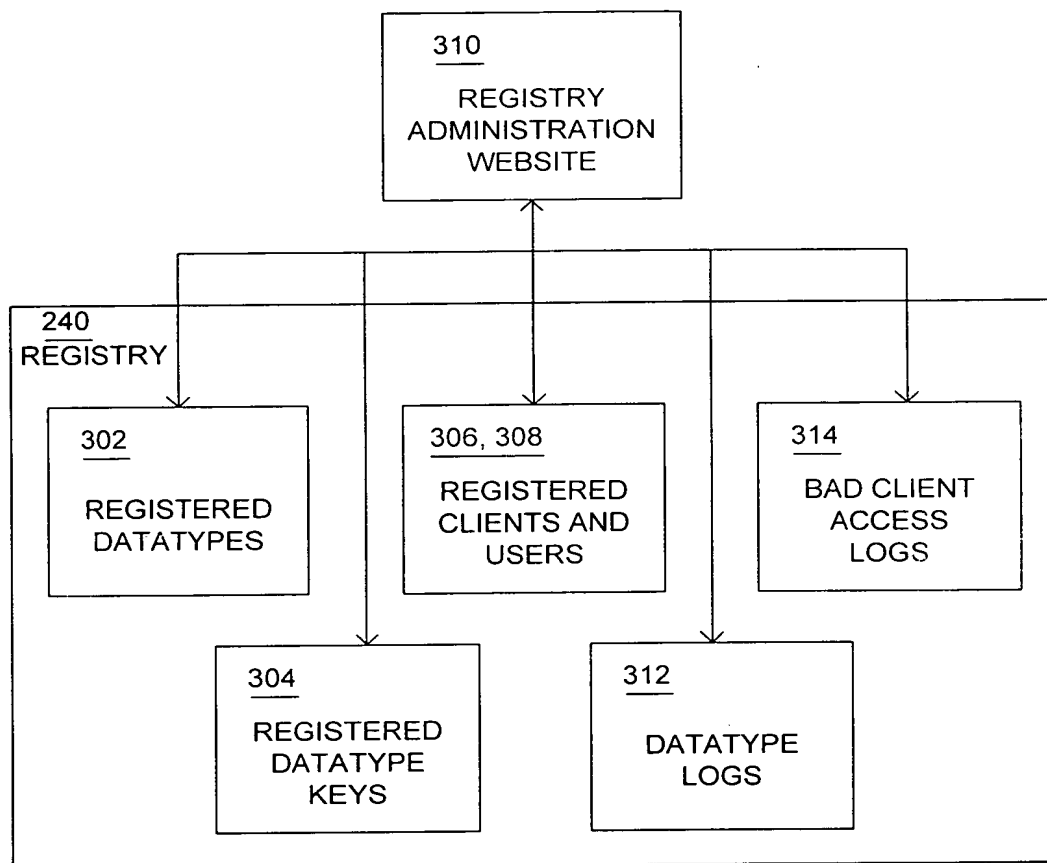 310
REGISTRY
ADMINISTRATION
WEBSITE
240
REGISTRY
302
REGISTERED
DATATYPES
306, 308
REGISTERED
CLIENTS AND
USERS
314
BAD CLIENT
ACCESS
LOGS
304
REGISTERED
DATATYPE
KEYS
312
DATATYPE
LOGS